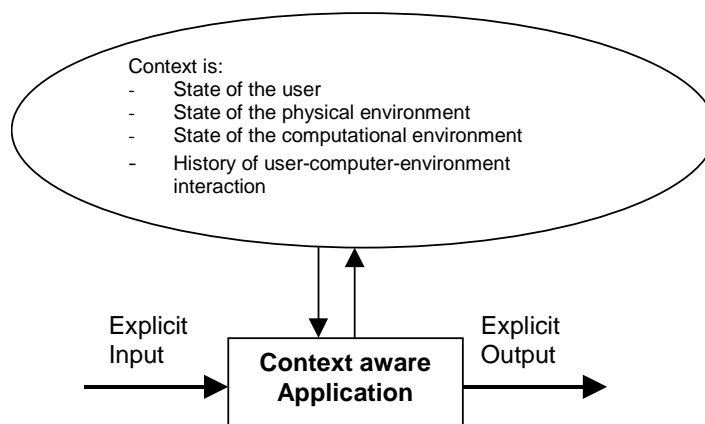 Context is:
- State of the user
- State of the physical environment
- State of the computational environment
- History of user-computer-environment
interaction
Explicit
Input
Context aware
Application
Explicit
Output